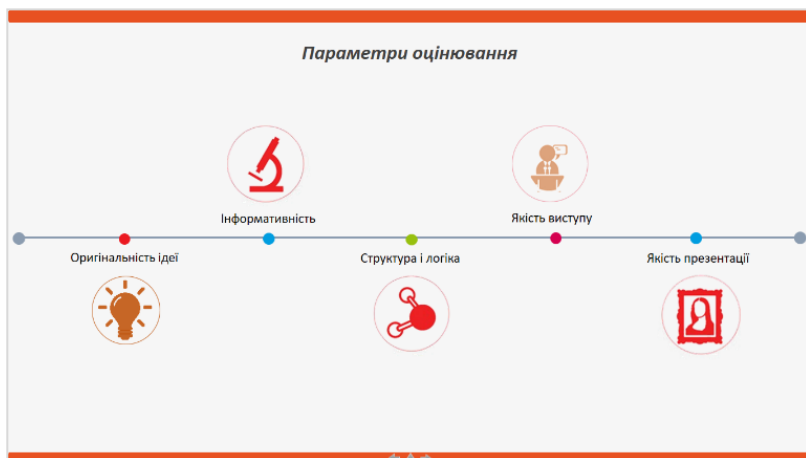 Параметри оцінювання
Інформативність
Якість виступу
Оригінальність ідеї
Структура і логіка
Якість презентації